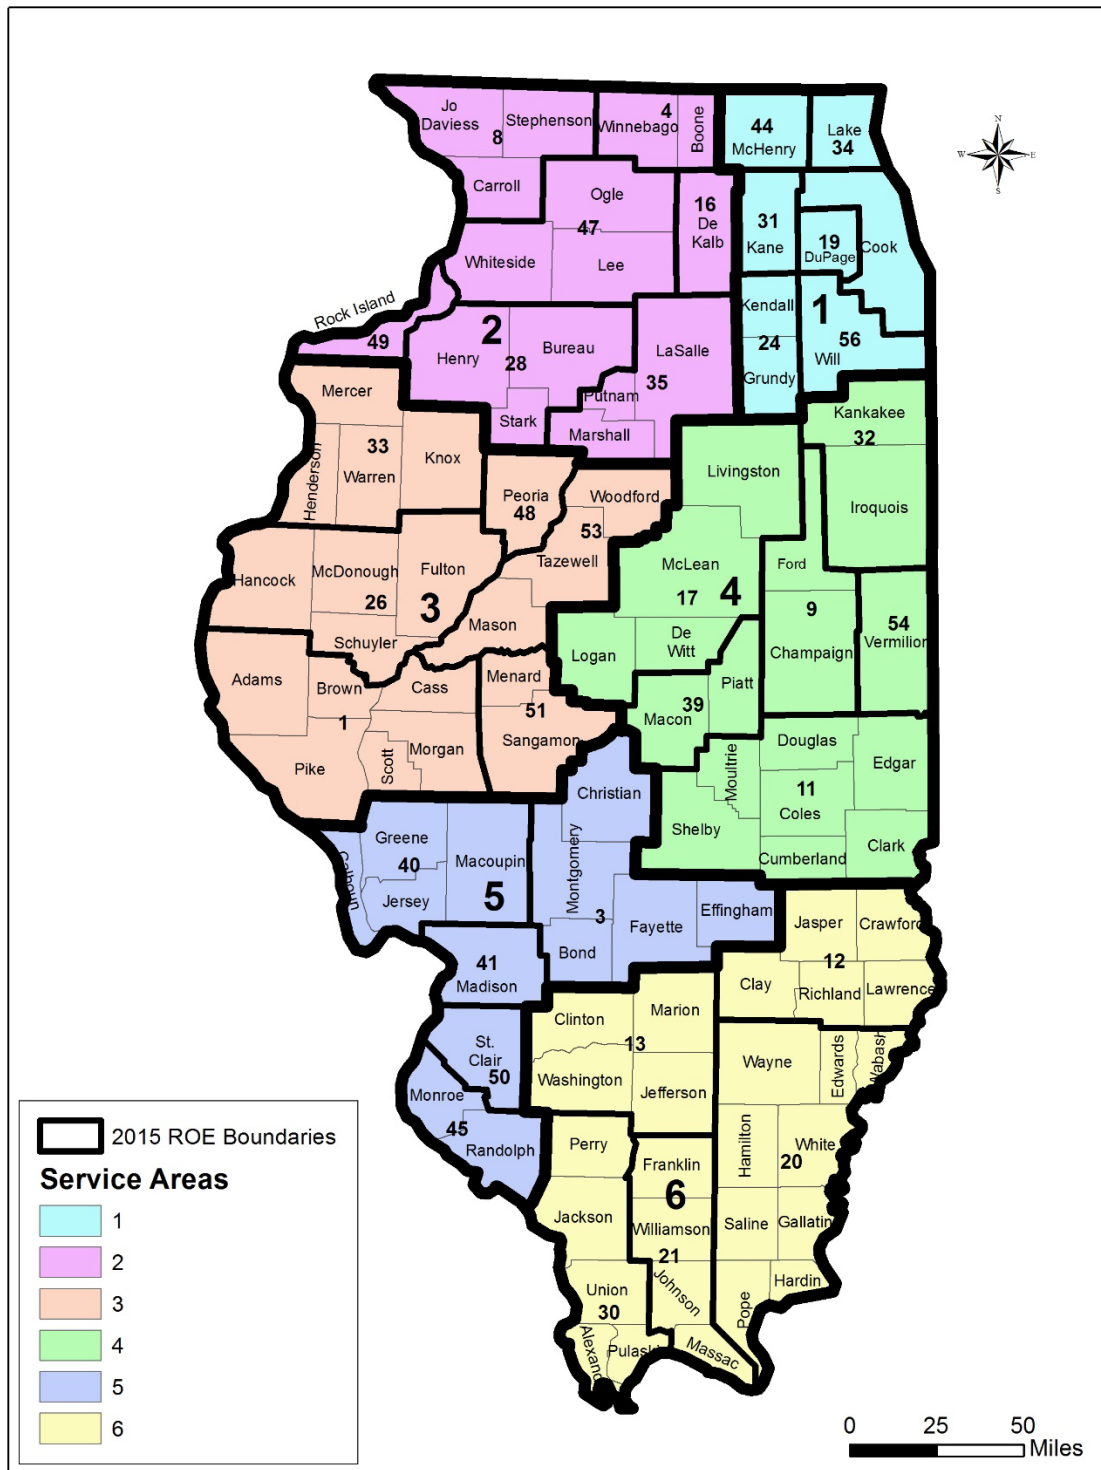 Jo
Daviess
8
Stephenson
4
Winnebago
Boone
44
McHenry
Lake
34
N
W
E
S
Carroll
Ogle
47
16
De
Kalb
31
Kane
19
DuPage
Cook
Whiteside
Lee
Rock Island
49
2
Henry
28
Bureau
LaSalle
35
Putnam
Stark
Marshall
Kendall
24
Grundy
1
56
Will
Mercer
33
Henderson
Warren
Knox
Peoria
48
Woodford
53
Tazewell
Livingston
Kankakee
32
Iroquois
Hancock
McDonough
26
Fulton
3
Schuyler
Mason
McLean
17
4
Ford
9
Champaign
54
Vermilion
Logan
De
Witt
Piatt
39
Macon
Adams
Brown
1
Cass
Menard
51
Sangamon
Pike
Scott
Morgan
Moultrie
Douglas
11
Coles
Edgar
Shelby
Cumberland
Clark
Christian
Montgomery
Greene
40
Calhoun
Jersey
Macoupin
5
3
Bond
Fayette
Effingham
41
Madison
Jasper
Crawford
12
Clay
Richland
Lawrence
Clinton
13
Marion
Washington
Jefferson
St.
Clair
50
Monroe
45
Randolph
Wayne
Edwards
Wabash
Hamilton
White
20
Perry
Franklin
6
Williamson
21
Jackson
Saline
Gallatin
Union
30
Johnson
Pope
Hardin
Pulaski
Massac
2015 ROE Boundaries
Service Areas
1
2
3
4
5
6
0 25 50
Miles